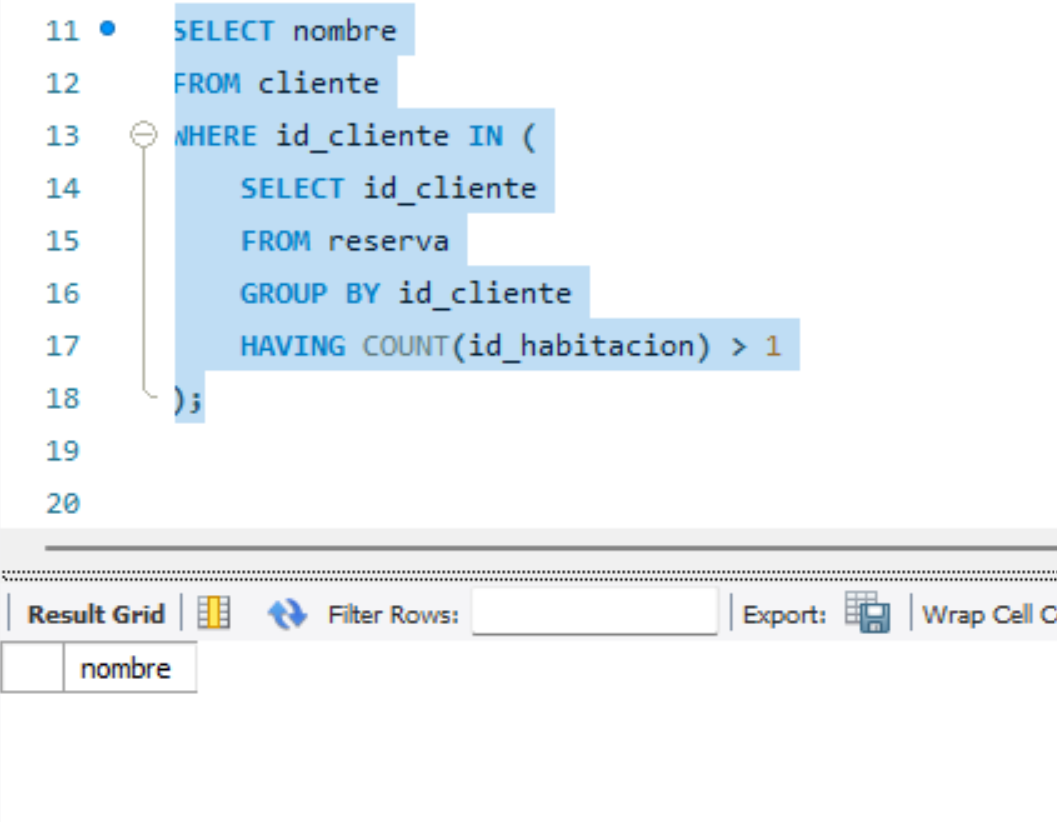 11 SELECT nombre
12 FROM cliente
13 WHERE id_cliente IN (
14 SELECT id_cliente
15 FROM reserva
16 GROUP BY id_cliente
17 HAVING COUNT(id_habitacion) > 1
18 );
19
20
Result Grid Filter Rows: Export: Wrap Cell C
nombre